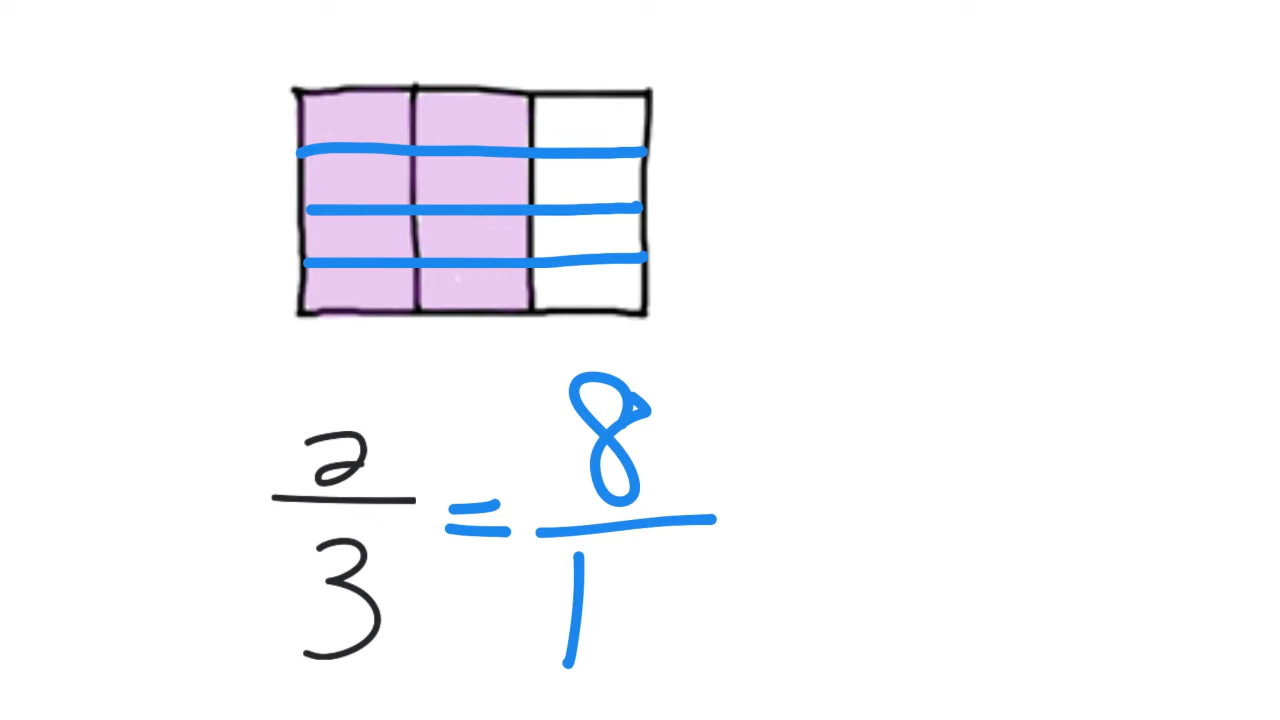 2/3 = 8/1